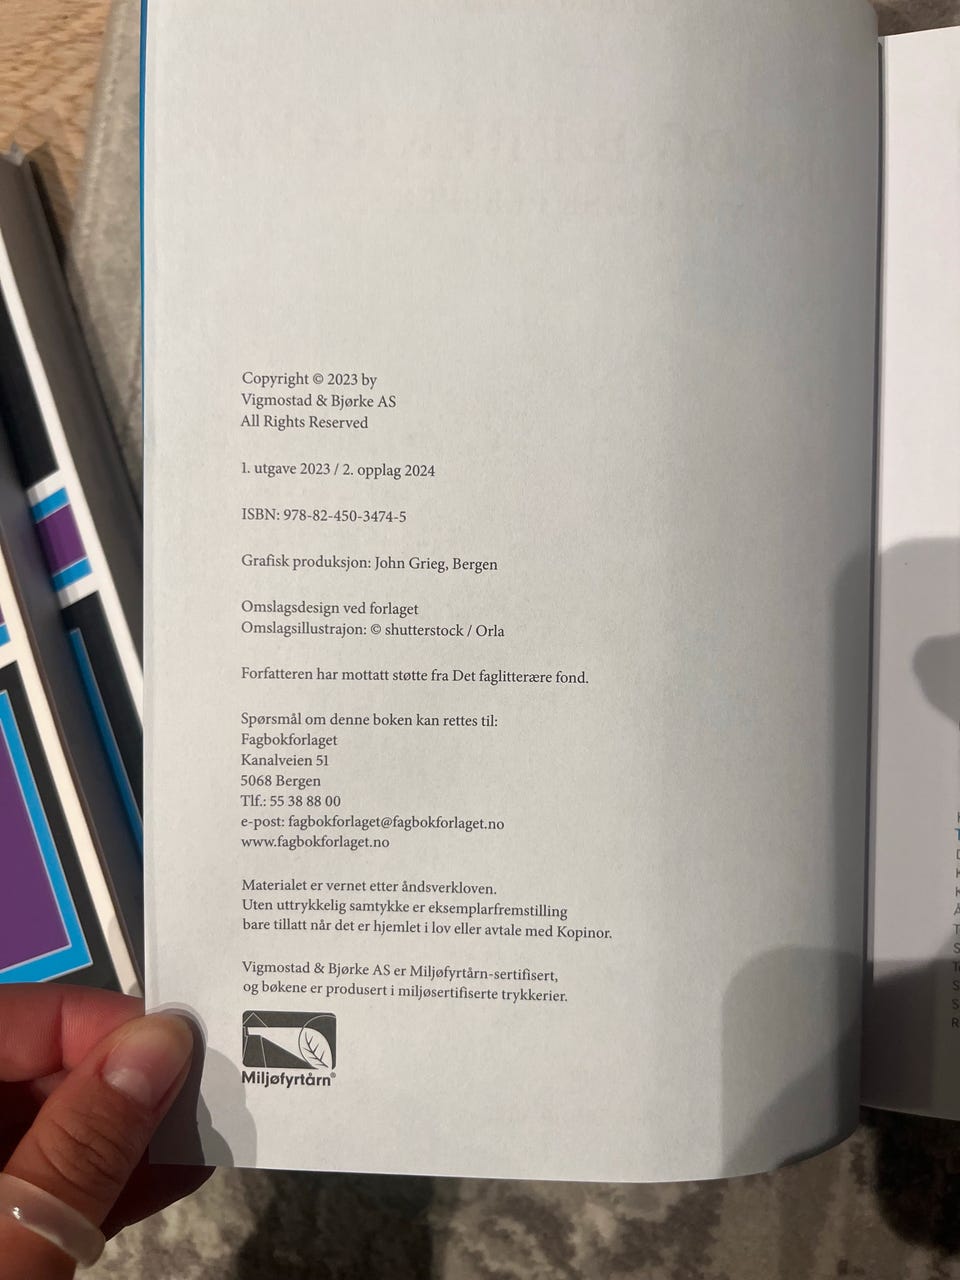 Copyright © 2023 by
Vigmostad & Bjørke AS
All Rights Reserved
1. utgave 2023 / 2. opplag 2024
ISBN: 978-82-450-3474-5
Grafisk produksjon: John Grieg, Bergen
Omslagsdesign ved forlaget
Omslagsillustrajon: © shutterstock / Orla
Forfatteren har mottatt støtte fra Det faglitterære fond.
Spørsmål om denne boken kan rettes til:
Fagbokforlaget
Kanalveien 51
5068 Bergen
Tlf.: 55 38 88 00
e-post: fagbokforlaget@fagbokforlaget.no
www.fagbokforlaget.no
Materialet er vernet etter åndsverkloven.
Uten uttrykkelig samtykke er eksemplarfremstilling
bare tillatt når det er hjemlet i lov eller avtale med Kopinor.
Vigmostad & Bjørke AS er Miljøfyrtårn-sertifisert,
og bøkene er produsert i miljøsertifiserte trykkerier.
Miljøfyrtårn®